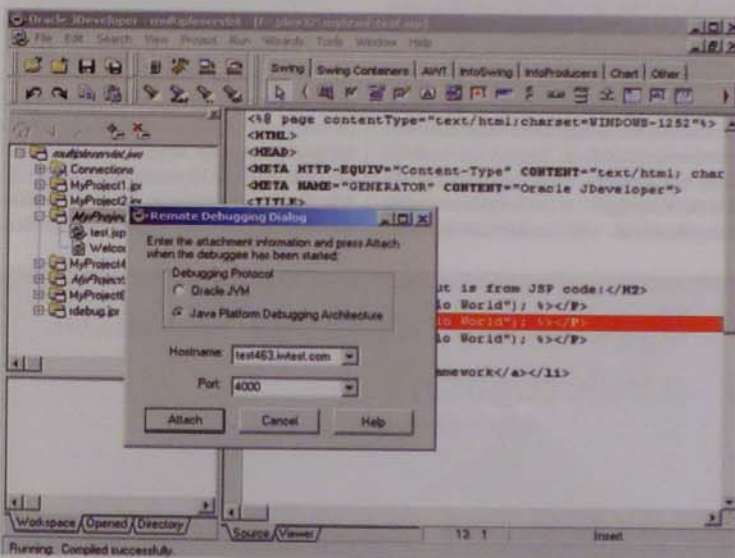 Oracle JDeveloper - multipleservlet -
File Edit Search View Project Run Wizards Tools Window Help
Swing Swing Containers AWT InfoSwing InfoProducers Chart Other
multipleservlet.jws
Connections
MyProject1.jpr
MyProject2.jpr
test.jsp
MyProject4
MyProject6
rdebug.jpr
<%@ page contentType="text/html;charset=WINDOWS-1252"%>
<HTML>
<HEAD>
<META HTTP-EQUIV="Content-Type" CONTENT="text/html; char
<META NAME="GENERATOR" CONTENT="Oracle JDeveloper">
<TITLE>
ut is from JSP code:</H2>
lo World"); %></P>
lo World"); %></P>
lo World"); %></P>
mework</a></li>
Remote Debugging Dialog
Enter the attachment information and press Attach
when the debuggee has been started:
Debugging Protocol
Oracle JVM
Java Platform Debugging Architecture
Hostname: test463.iwtest.com
Port: 4000
Attach Cancel Help
Workspace Opened Directory
Source Viewer
13: 1 Insert
Running: Compiled successfully.